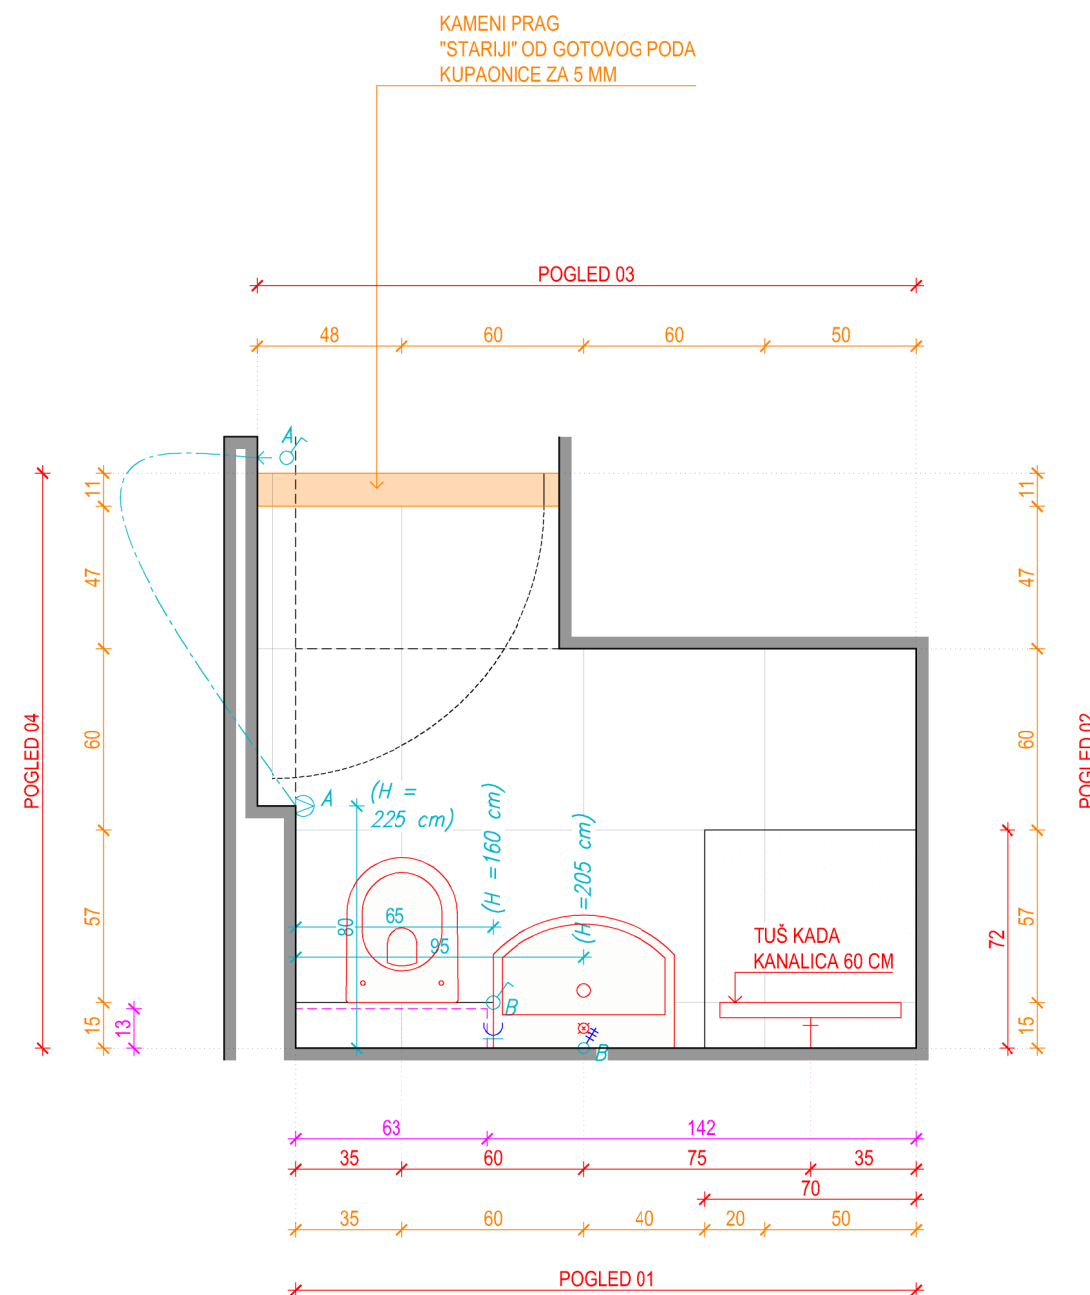 KAMENI PRAG
"STARIJI" OD GOTOVOG PODA
KUPAONICE ZA 5 MM
POGLED 03
48 60 60 50
A
11 11
47 47
POGLED 04
60 60
POGLED 02
A
(H =
225 cm)
(H =160 cm)
(H =205 cm)
57 57
80
65
95
72
TUŠ KADA
KANALICA 60 CM
B
15 13 15
B
63 142
35 60 75 35
70
35 60 40 20 50
POGLED 01